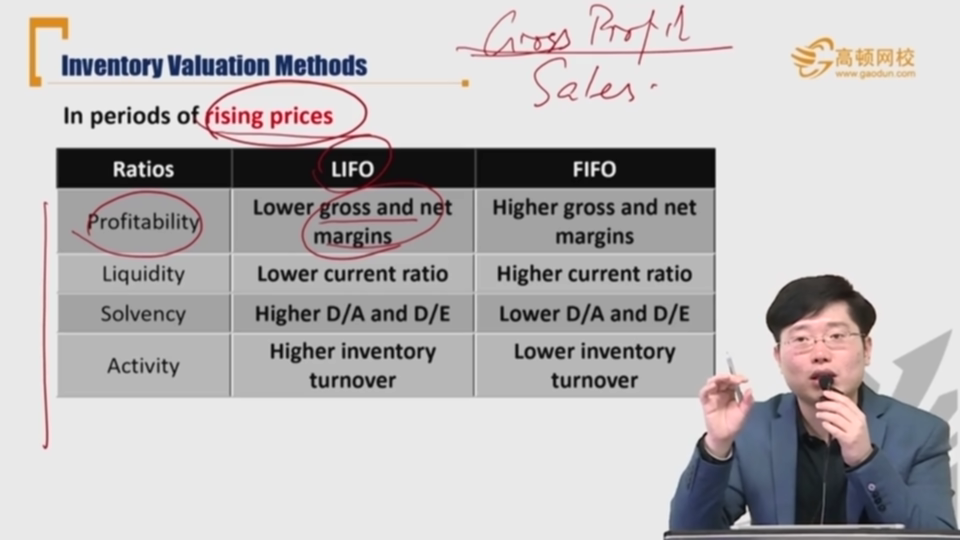 Gross Profit
Sales.
Inventory Valuation Methods
高顿网校
www.gaodun.com
In periods of rising prices
Ratios LIFO FIFO
Profitability Lower gross and net margins Higher gross and net margins
Liquidity Lower current ratio Higher current ratio
Solvency Higher D/A and D/E Lower D/A and D/E
Activity Higher inventory turnover Lower inventory turnover